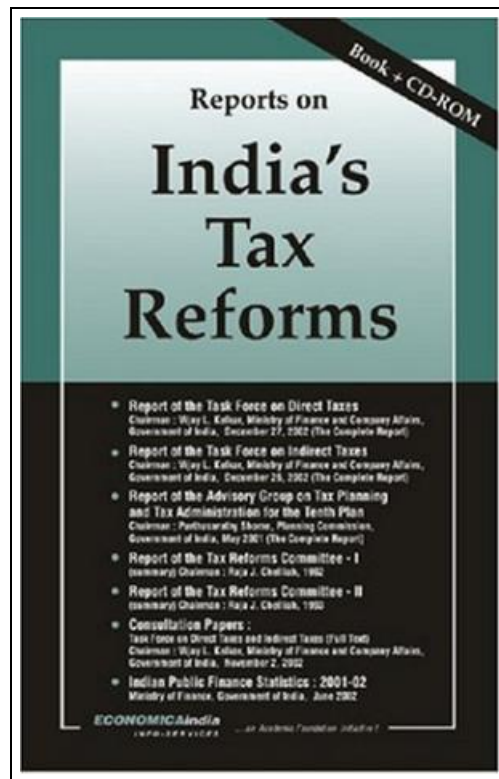 Book + CD-ROM
Reports on
India's
Tax
Reforms
Report of the Task Force on Direct Taxes
Chairman : Vijay L. Kelkar, Ministry of Finance and Company Affairs,
Government of India, December 27, 2002 (The Complete Report)
Report of the Task Force on Indirect Taxes
Chairman : Vijay L. Kelkar, Ministry of Finance and Company Affairs,
Government of India, December 2002 (The Complete Report)
Report of the Advisory Group on Tax Planning
and Tax Administration for the Tenth Plan
Chairman : Parthasarathy Shome, Planning Commission,
Government of India, May 2001 (The Complete Report)
Report of the Tax Reforms Committee - I
(summary) Chairman : Raja J. Chelliah, 1992
Report of the Tax Reforms Committee - II
(summary) Chairman : Raja J. Chelliah, 1993
Consultation Papers :
Task Force on Direct Taxes and Indirect Taxes (Full Text)
Chairman : Vijay L. Kelkar, Ministry of Finance and Company Affairs,
Government of India, November 2, 2002
Indian Public Finance Statistics : 2001-02
Ministry of Finance, Government of India, June 2002
ECONOMICAindia
INFO-SERVICES
...an Academic Foundation initiative!